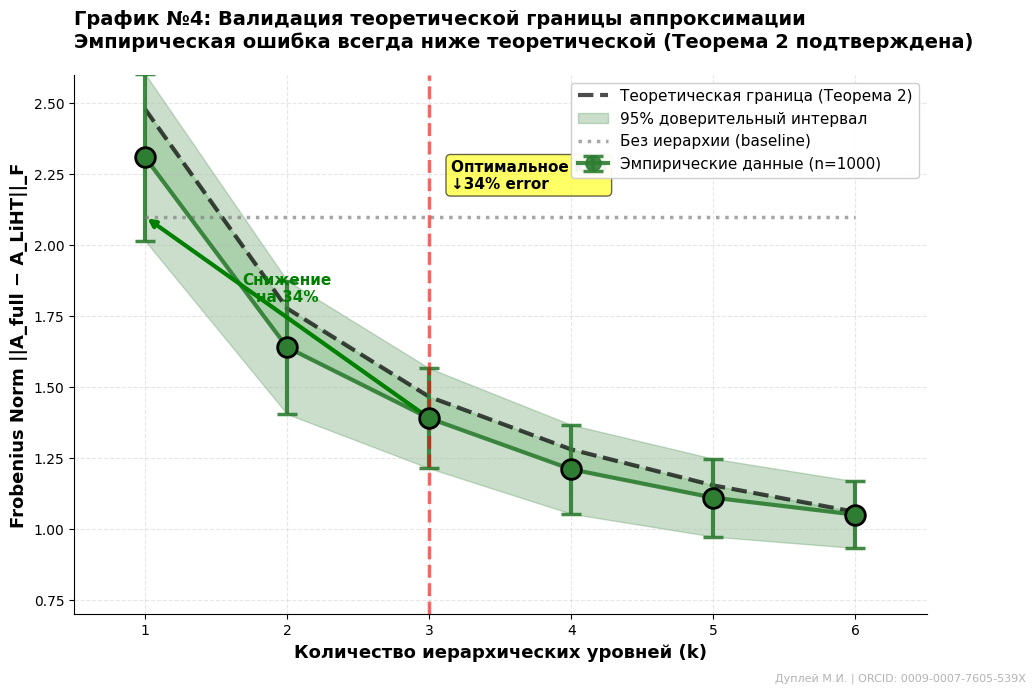 График №4: Валидация теоретической границы аппроксимации
Эмпирическая ошибка всегда ниже теоретической (Теорема 2 подтверждена)
Frobenius Norm ||A_full − A_LiHT||_F
2.50
2.25
2.00
1.75
1.50
1.25
1.00
0.75
Теоретическая граница (Теорема 2)
95% доверительный интервал
Без иерархии (baseline)
Эмпирические данные (n=1000)
Оптимальное
↓34% error
Снижение
на 34%
1
2
3
4
5
6
Количество иерархических уровней (k)
Дуплей М.И. | ORCID: 0009-0007-7605-539X